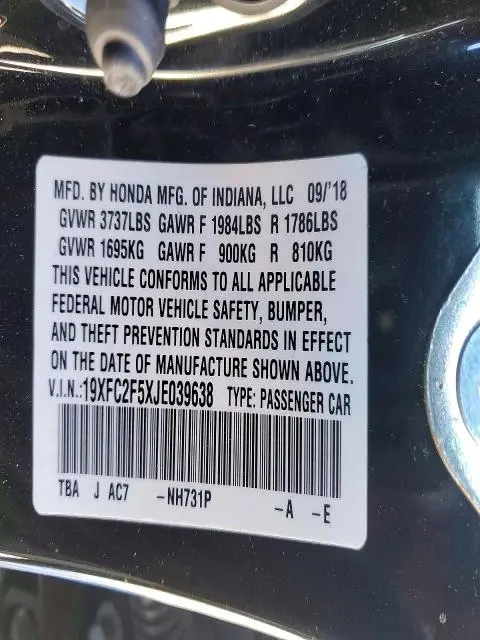 MFD. BY HONDA MFG. OF INDIANA, LLC 09/'18
GVWR 3737LBS GAWR F 1984LBS R 1786LBS
GVWR 1695KG GAWR F 900KG R 810KG
THIS VEHICLE CONFORMS TO ALL APPLICABLE
FEDERAL MOTOR VEHICLE SAFETY, BUMPER,
AND THEFT PREVENTION STANDARDS IN EFFECT
ON THE DATE OF MANUFACTURE SHOWN ABOVE.
V.I.N.:19XFC2F5XJE039638 TYPE: PASSENGER CAR
TBA J AC7 -NH731P -A -E